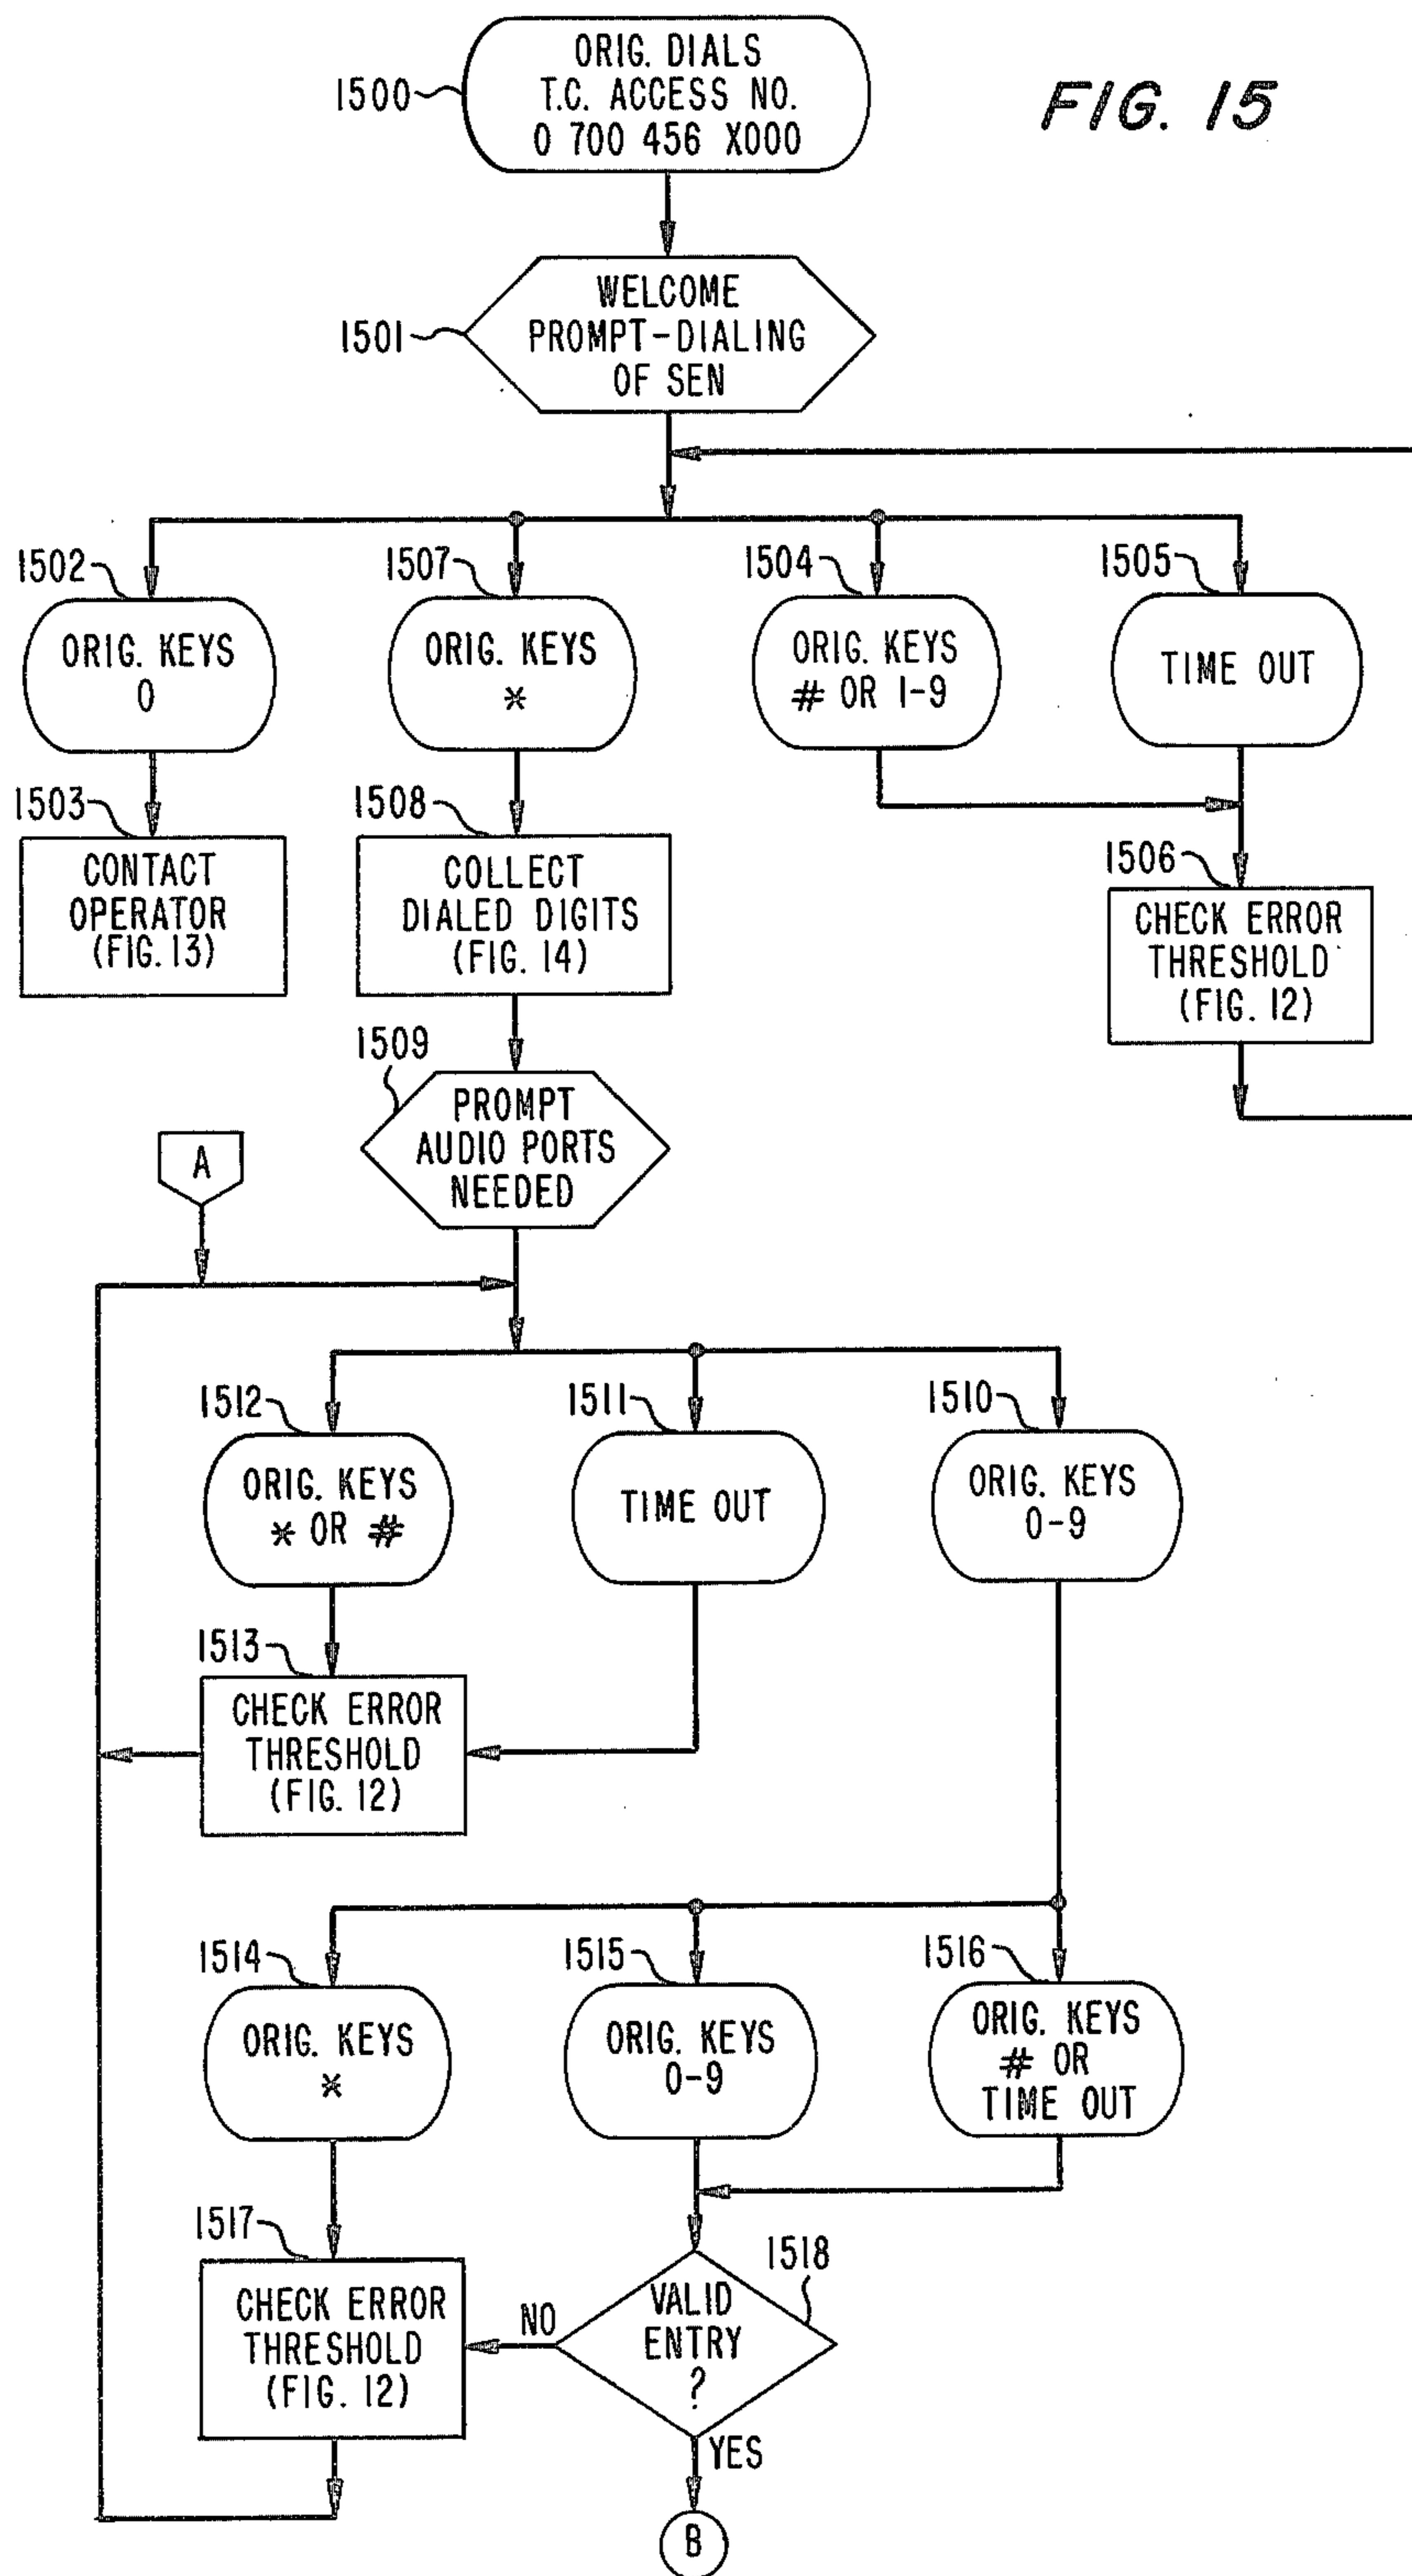 FIG. 15
1500
ORIG. DIALS
T.C. ACCESS NO.
0 700 456 X000
1501
WELCOME
PROMPT-DIALING
OF SEN
1502
ORIG. KEYS
0
1507
ORIG. KEYS
*
1504
ORIG. KEYS
# OR 1-9
1505
TIME OUT
1503
CONTACT
OPERATOR
(FIG. 13)
1508
COLLECT
DIALED DIGITS
(FIG. 14)
1506
CHECK ERROR
THRESHOLD
(FIG. 12)
1509
PROMPT
AUDIO PORTS
NEEDED
A
1512
ORIG. KEYS
* OR #
1511
TIME OUT
1510
ORIG. KEYS
0-9
1513
CHECK ERROR
THRESHOLD
(FIG. 12)
1514
ORIG. KEYS
*
1515
ORIG. KEYS
0-9
1516
ORIG. KEYS
# OR
TIME OUT
1517
CHECK ERROR
THRESHOLD
(FIG. 12)
NO
1518
VALID
ENTRY
?
YES
B